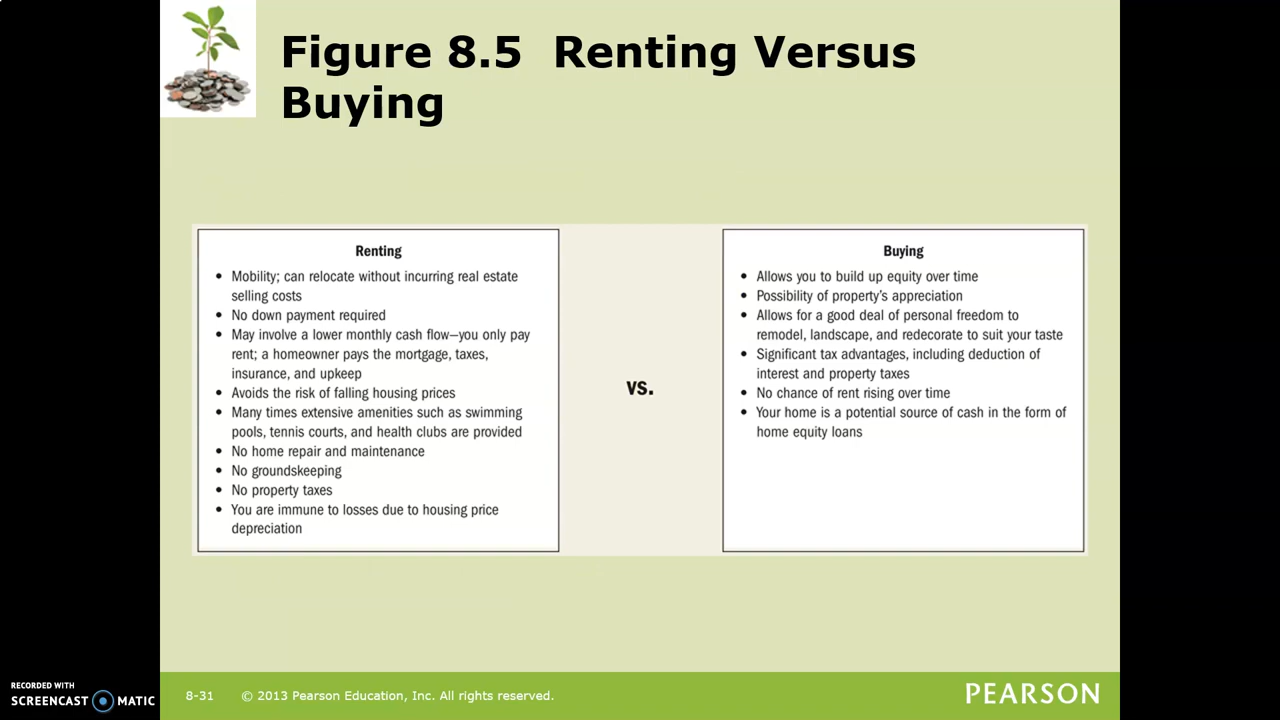 Figure 8.5 Renting Versus
Buying
Renting
• Mobility; can relocate without incurring real estate
selling costs
• No down payment required
• May involve a lower monthly cash flow—you only pay
rent; a homeowner pays the mortgage, taxes,
insurance, and upkeep
• Avoids the risk of falling housing prices
• Many times extensive amenities such as swimming
pools, tennis courts, and health clubs are provided
• No home repair and maintenance
• No groundskeeping
• No property taxes
• You are immune to losses due to housing price
depreciation
vs.
Buying
• Allows you to build up equity over time
• Possibility of property's appreciation
• Allows for a good deal of personal freedom to
remodel, landscape, and redecorate to suit your taste
• Significant tax advantages, including deduction of
interest and property taxes
• No chance of rent rising over time
• Your home is a potential source of cash in the form of
home equity loans
RECORDED WITH
SCREENCAST MATIC
8-31 © 2013 Pearson Education, Inc. All rights reserved.
PEARSON